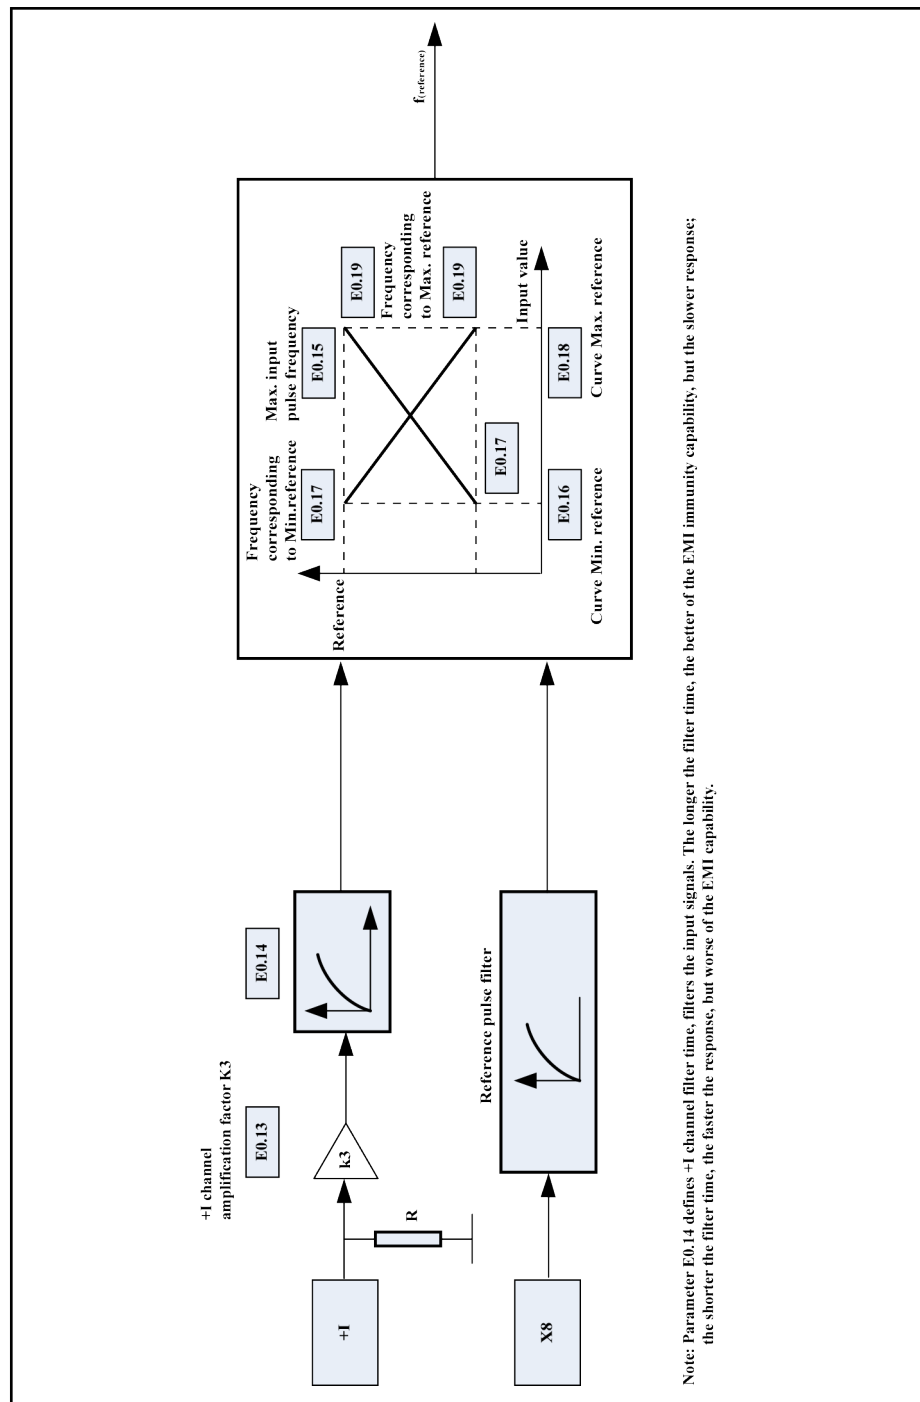 +I
R
+I channel
amplification factor K3
E0.13
k3
E0.14
X8
Reference pulse filter
Frequency
corresponding
to Min.reference
E0.17
Max. input
pulse frequency
E0.15
E0.19
Frequency
corresponding
to Max. reference
E0.19
Reference
E0.17
Input value
E0.16
E0.18
Curve Min. reference
Curve Max. reference
f(reference)
Note: Parameter E0.14 defines +I channel filter time, filters the input signals. The longer the filter time, the better of the EMI immunity capability, but the slower response;
the shorter the filter time, the faster the response, but worse of the EMI capability.